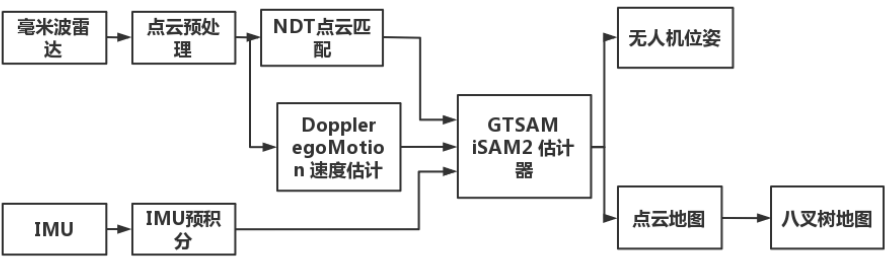 毫米波雷
达
点云预处
理
NDT点云匹
配
无人机位姿
Doppler
egoMotio
n 速度估计
GTSAM
iSAM2 估计
器
IMU
IMU预积
分
点云地图
八叉树地图